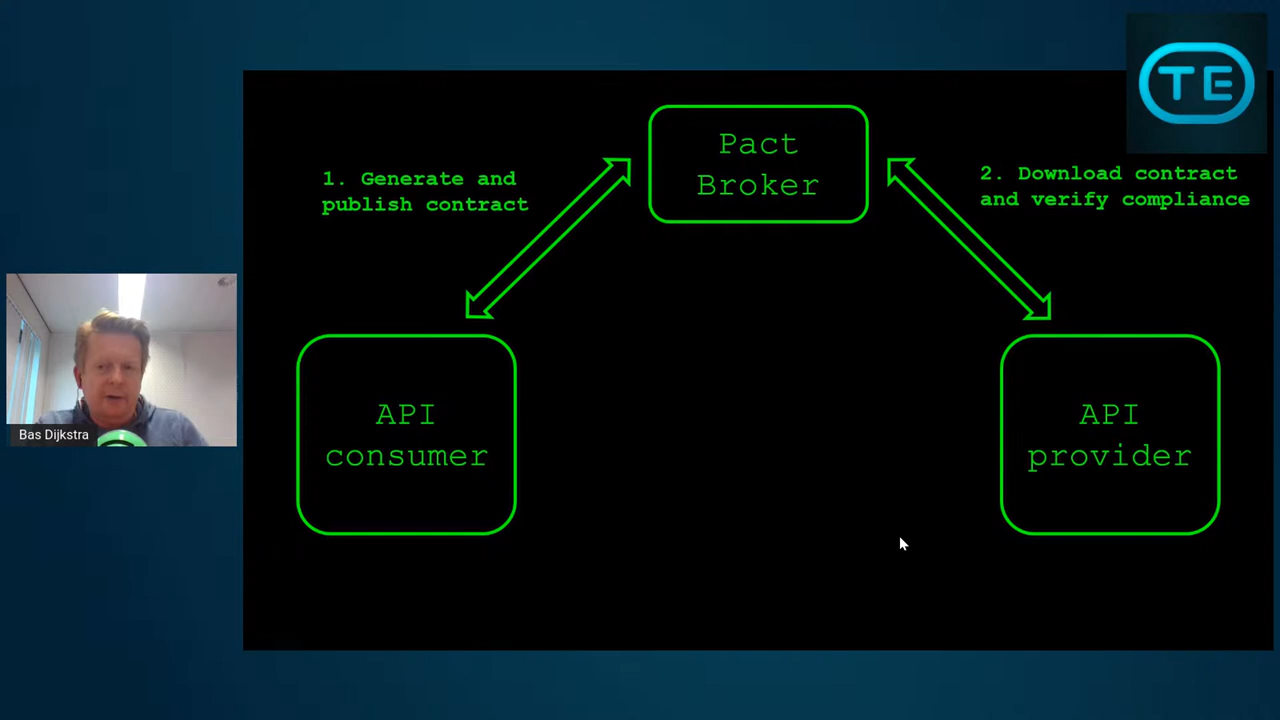 TE
Pact
Broker
1. Generate and
publish contract
2. Download contract
and verify compliance
API
consumer
API
provider
Bas Dijkstra